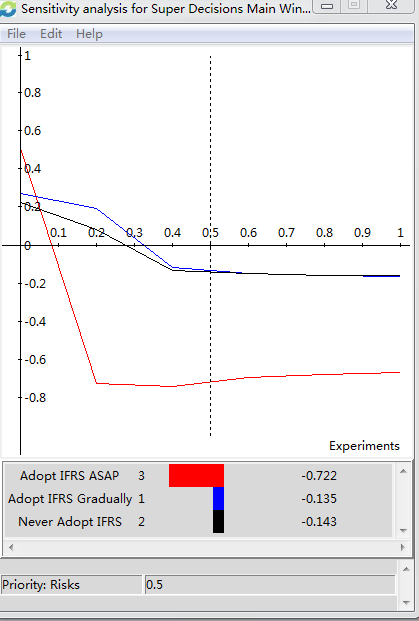 Sensitivity analysis for Super Decisions Main Win...
File Edit Help
1
0.8
0.6
0.4
0.2
0 0.1 0.2 0.3 0.4 0.5 0.6 0.7 0.8 0.9 1
-0.2
-0.4
-0.6
-0.8
Experiments
Adopt IFRS ASAP 3 -0.722
Adopt IFRS Gradually 1 -0.135
Never Adopt IFRS 2 -0.143
Priority: Risks 0.5